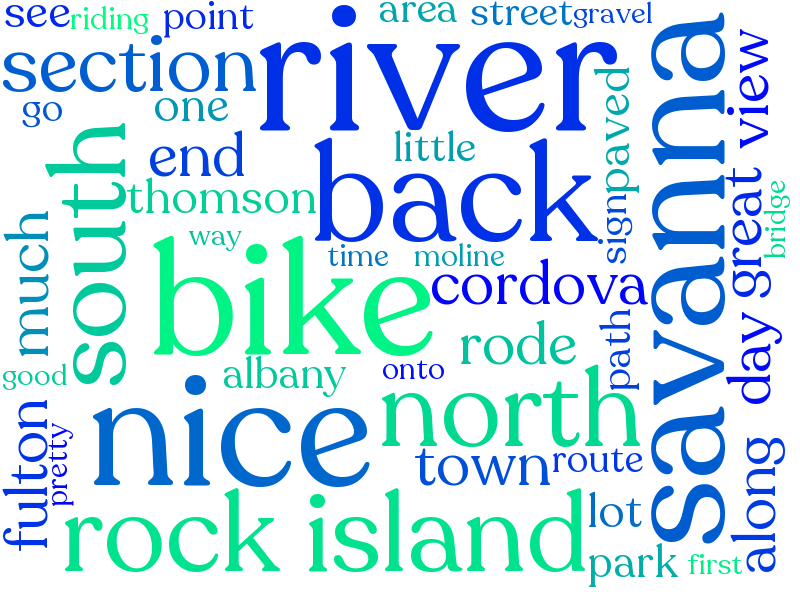 see
riding
point
area
street
gravel
section
river
savanna
go
one
little
paved
view
end
back
south
thomson
sign
great
bridge
much
way
time
moline
bike
cordova
rode
path
day
good
albany
onto
nice
north
fulton
pretty
town
route
along
rock island
lot
park
first